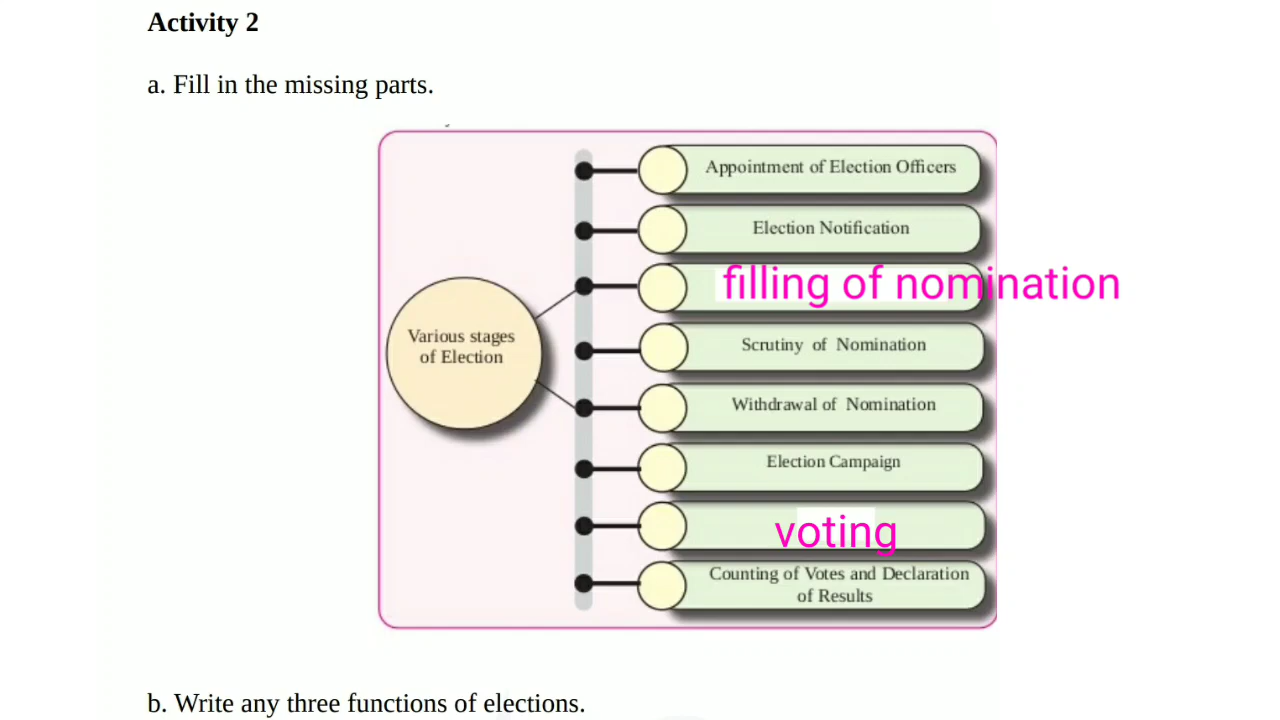 Activity 2
a. Fill in the missing parts.
Appointment of Election Officers
Election Notification
filling of nomination
Various stages
of Election
Scrutiny of Nomination
Withdrawal of Nomination
Election Campaign
voting
Counting of Votes and Declaration
of Results
b. Write any three functions of elections.